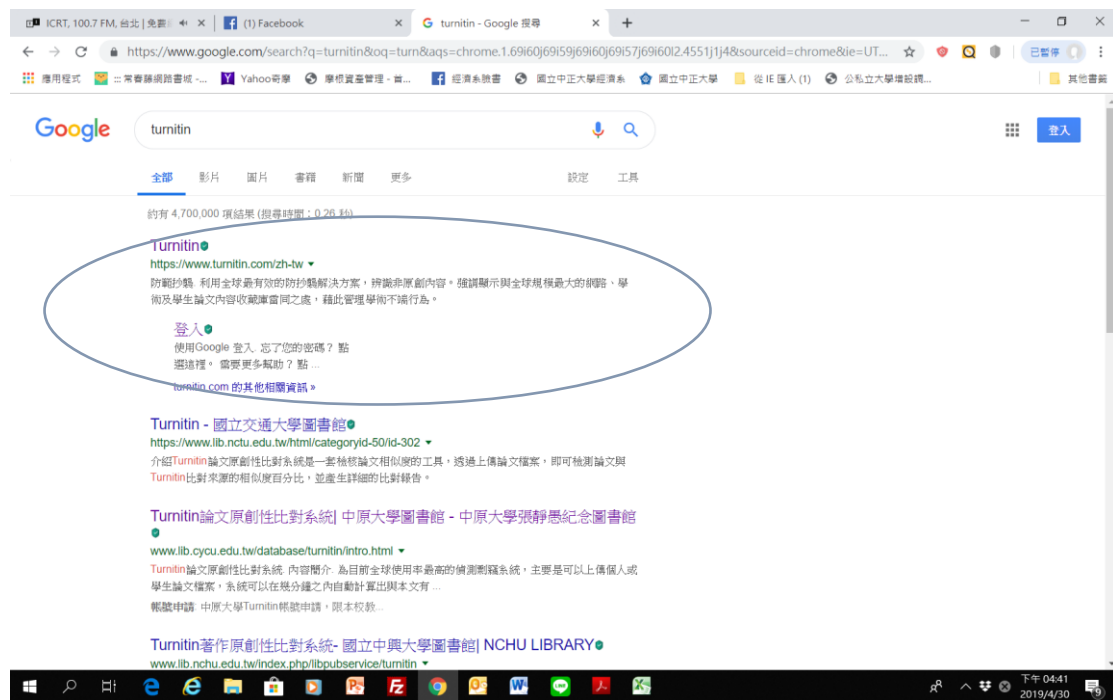 ICRT, 100.7 FM, 台北 | 免費
(1) Facebook
turnitin - Google 搜尋
https://www.google.com/search?q=turnitin&oq=turn&aqs=chrome.1.69i60j69i59j69i60j69i57j69i60l2.4551j1j4&sourceid=chrome&ie=UT...
已暫停
應用程式
::: 常春藤網路書城 -...
Yahoo奇摩
摩根資產管理 - 首...
經濟系臉書
國立中正大學經濟系
國立中正大學
從 IE 匯入 (1)
公私立大學增設調...
其他書籤
Google
turnitin
登入
全部 影片 圖片 書籍 新聞 更多 設定 工具
約有 4,700,000 項結果 (搜尋時間：0.26 秒)
Turnitin
https://www.turnitin.com/zh-tw
防範抄襲. 利用全球最有效的防抄襲解決方案，辨識非原創內容。強調顯示與全球規模最大的網路、學
術及學生論文內容收藏庫雷同之處，藉此管理學術不端行為。
登入
使用Google 登入. 忘了您的密碼？ 點
選這裡。 需要更多幫助？ 點 ...
turnitin.com 的其他相關資訊 »
Turnitin - 國立交通大學圖書館
https://www.lib.nctu.edu.tw/html/categoryid-50/id-302
介紹Turnitin論文原創性比對系統是一套檢核論文相似度的工具，透過上傳論文檔案，即可檢測論文與
Turnitin比對來源的相似度百分比，並產生詳細的比對報告。
Turnitin論文原創性比對系統| 中原大學圖書館 - 中原大學張靜愚紀念圖書館
www.lib.cycu.edu.tw/database/turnitin/intro.html
Turnitin論文原創性比對系統. 內容簡介. 為目前全球使用率最高的偵測剽竊系統，主要是可以上傳個人或
學生論文檔案，系統可以在幾分鐘之內自動計算出與本文有 ...
帳號申請: 中原大學Turnitin帳號申請，限本校教...
Turnitin著作原創性比對系統- 國立中興大學圖書館| NCHU LIBRARY
www.lib.nchu.edu.tw/index.php/libpubservice/turnitin
下午 04:41
2019/4/30